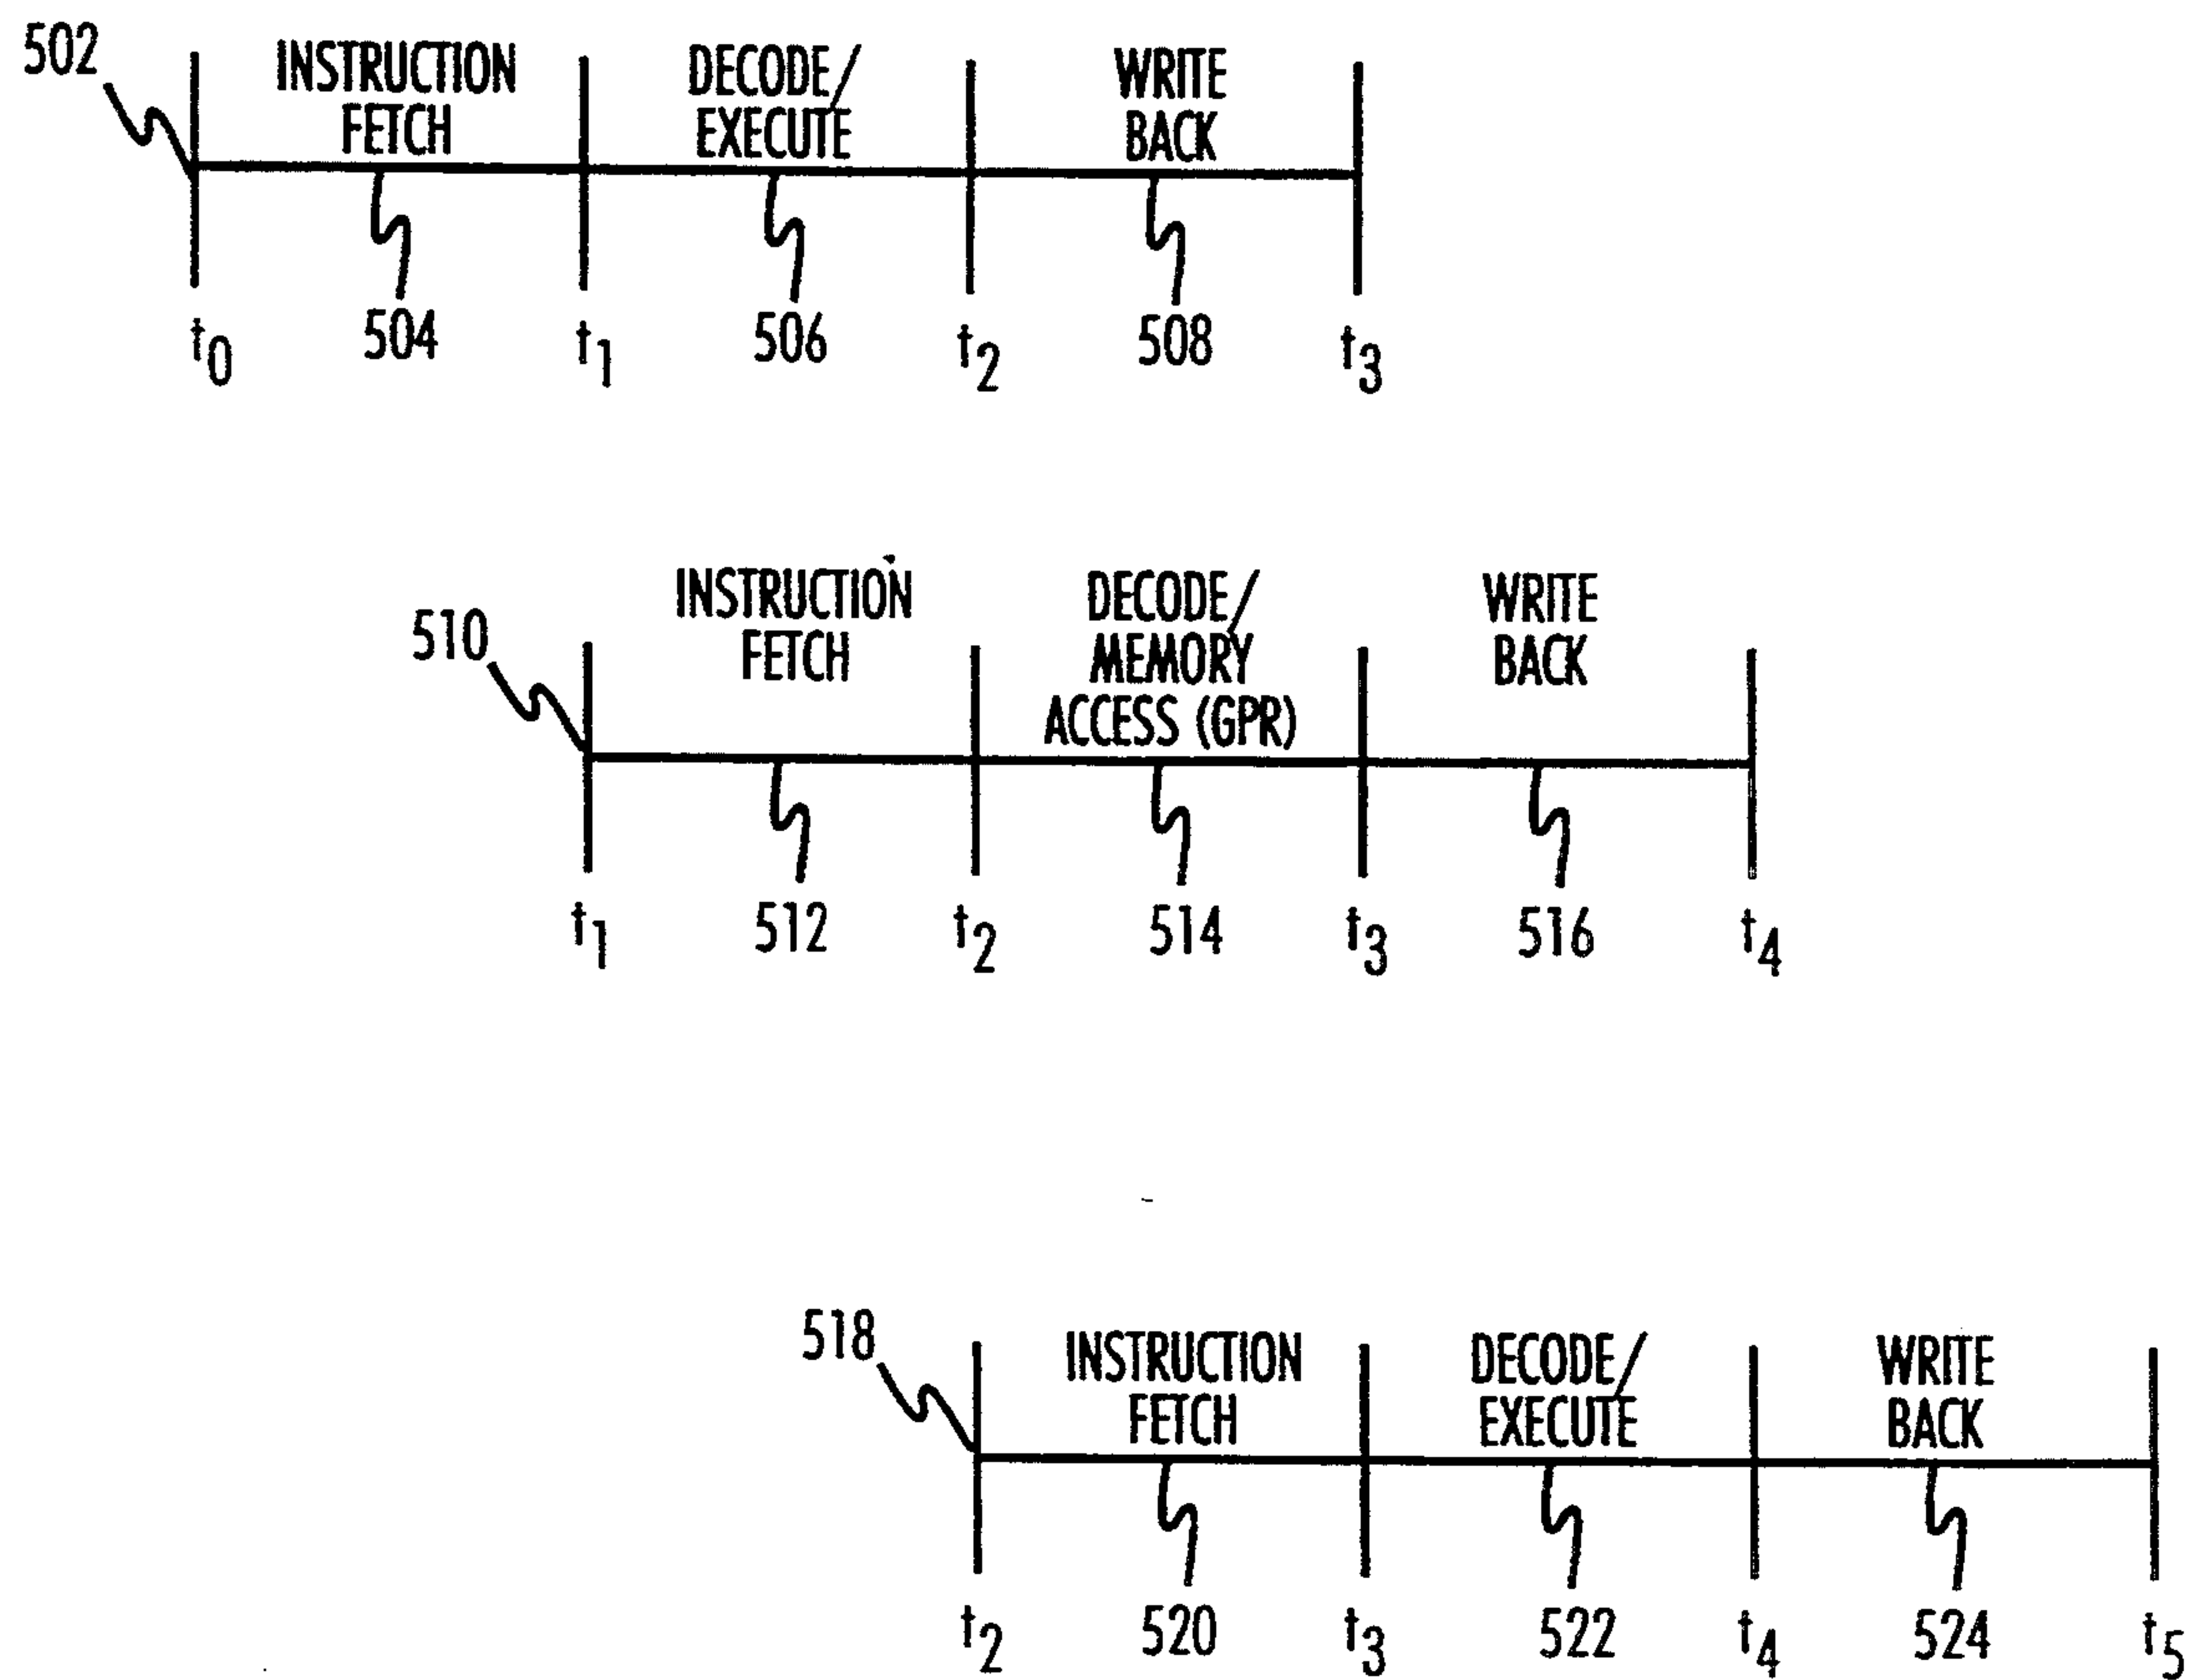 502
INSTRUCTION
FETCH
DECODE/
EXECUTE
WRITE
BACK
t0 504 t1 506 t2 508 t3
510
INSTRUCTION
FETCH
DECODE/
MEMORY
ACCESS (GPR)
WRITE
BACK
t1 512 t2 514 t3 516 t4
518
INSTRUCTION
FETCH
DECODE/
EXECUTE
WRITE
BACK
t2 520 t3 522 t4 524 t5